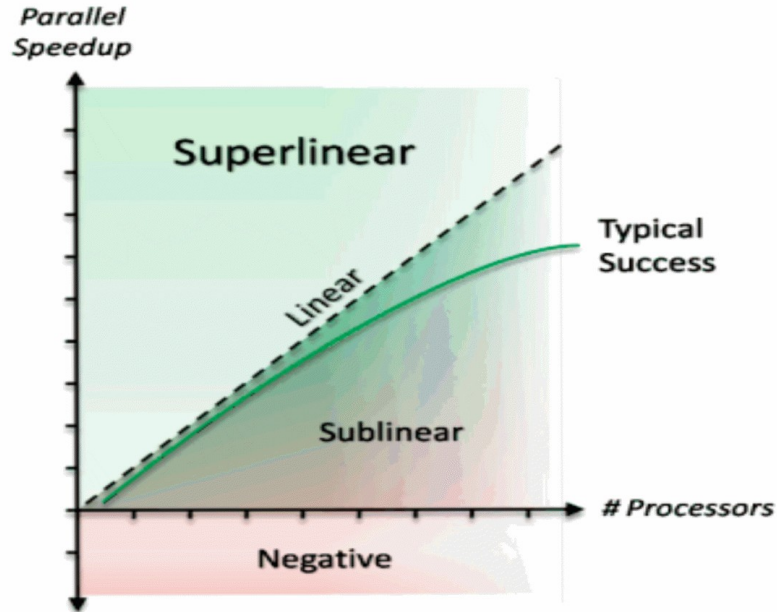 Parallel
Speedup
Superlinear
Linear
Typical
Success
Sublinear
# Processors
Negative